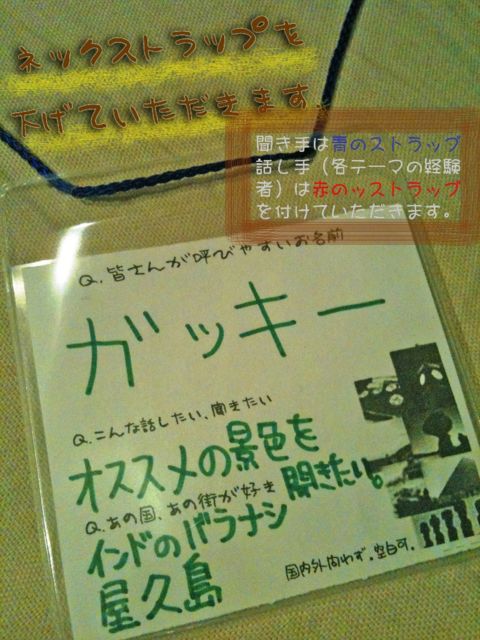 ネックストラップを
下げていただきます。
聞き手は青のストラップ
話し手（各テーマの経験
者）は赤のッストラップ
を付けていただきます。
Q.皆さんが呼びやすいお名前
ガッキー
Q.こんな話したい、聞きたい
オススメの景色を
聞きたい。
Q.あの国、あの街が好き
インドのバラナシ
屋久島
国内外問わず。空白可。